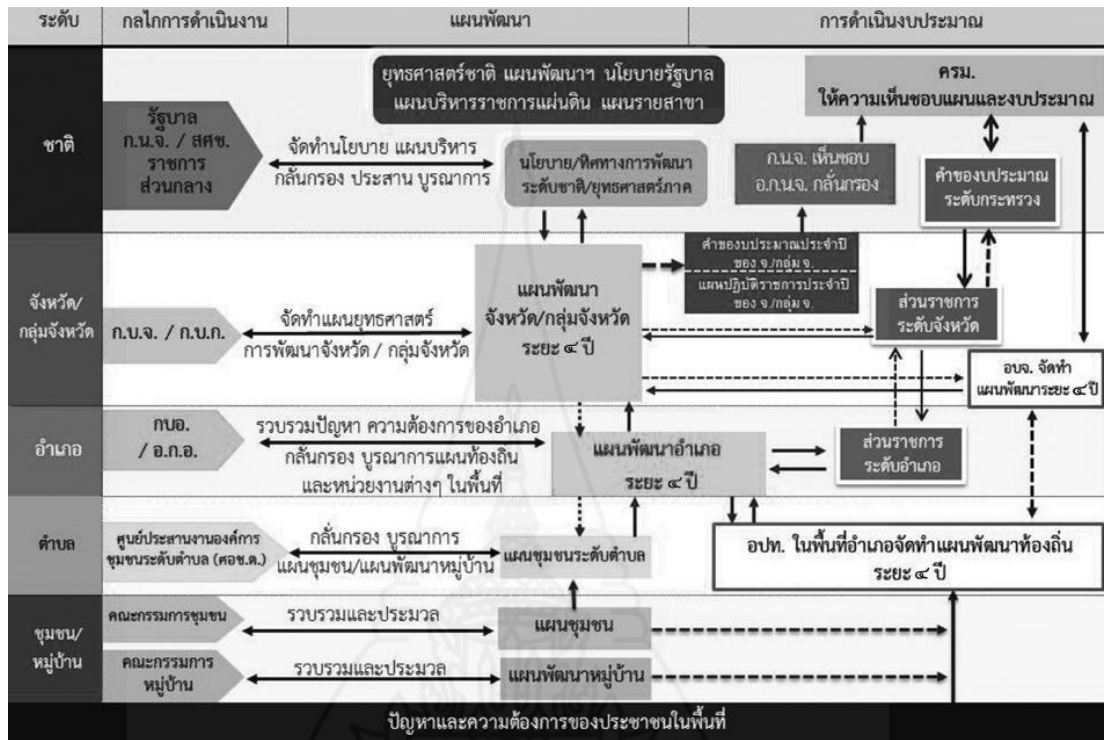 ระดับ
กลไกการดำเนินงาน
แผนพัฒนา
การดำเนินงบประมาณ
ชาติ
รัฐบาล
ก.น.จ. / สศช.
ราชการ
ส่วนกลาง
จัดทำนโยบาย แผนบริหาร
กลั่นกรอง ประสาน บูรณาการ
ยุทธศาสตร์ชาติ แผนพัฒนาฯ นโยบายรัฐบาล
แผนบริหารราชการแผ่นดิน แผนรายสาขา
นโยบาย/ทิศทางการพัฒนา
ระดับชาติ/ยุทธศาสตร์ภาค
ครม.
ให้ความเห็นชอบแผนและงบประมาณ
ก.น.จ. เห็นชอบ
อ.ก.น.จ. กลั่นกรอง
คำของบประมาณ
ระดับกระทรวง
จังหวัด/
กลุ่มจังหวัด
ก.บ.จ. / ก.บ.ก.
จัดทำแผนยุทธศาสตร์
การพัฒนาจังหวัด / กลุ่มจังหวัด
แผนพัฒนา
จังหวัด/กลุ่มจังหวัด
ระยะ ๔ ปี
คำของบประมาณประจำปี
ของ จ./กลุ่ม จ.
แผนปฏิบัติราชการประจำปี
ของ จ./กลุ่ม จ.
ส่วนราชการ
ระดับจังหวัด
อบจ. จัดทำ
แผนพัฒนาระยะ ๔ ปี
อำเภอ
กบอ.
/ อ.ก.อ.
รวบรวมปัญหา ความต้องการของอำเภอ
กลั่นกรอง บูรณาการแผนท้องถิ่น
และหน่วยงานต่างๆ ในพื้นที่
แผนพัฒนาอำเภอ
ระยะ ๔ ปี
ส่วนราชการ
ระดับอำเภอ
ตำบล
ศูนย์ประสานงานองค์การ
ชุมชนระดับตำบล (ศอช.ต.)
กลั่นกรอง บูรณาการ
แผนชุมชน/แผนพัฒนาหมู่บ้าน
แผนชุมชนระดับตำบล
อปท. ในพื้นที่อำเภอจัดทำแผนพัฒนาท้องถิ่น
ระยะ ๔ ปี
ชุมชน/
หมู่บ้าน
คณะกรรมการชุมชน
รวบรวมและประมวล
แผนชุมชน
คณะกรรมการ
หมู่บ้าน
รวบรวมและประมวล
แผนพัฒนาหมู่บ้าน
ปัญหาและความต้องการของประชาชนในพื้นที่